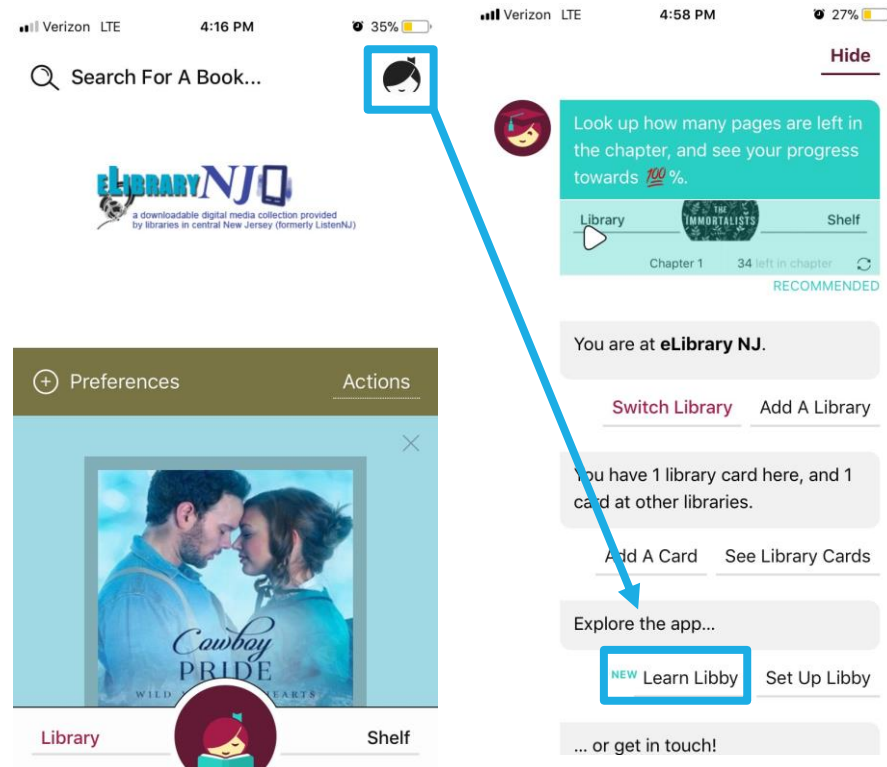 Verizon LTE 4:16 PM 35%
Search For A Book...
eLIBRARYNJ
a downloadable digital media collection provided
by libraries in central New Jersey (formerly ListenNJ)
Preferences Actions
Cowboy
PRIDE
WILD HEARTS
Library Shelf
Verizon LTE 4:58 PM 27%
Hide
Look up how many pages are left in
the chapter, and see your progress
towards 💯 %.
Library THE IMMORTALISTS Shelf
Chapter 1 34 left in chapter
RECOMMENDED
You are at eLibrary NJ.
Switch Library Add A Library
You have 1 library card here, and 1
card at other libraries.
Add A Card See Library Cards
Explore the app...
NEW Learn Libby Set Up Libby
... or get in touch!